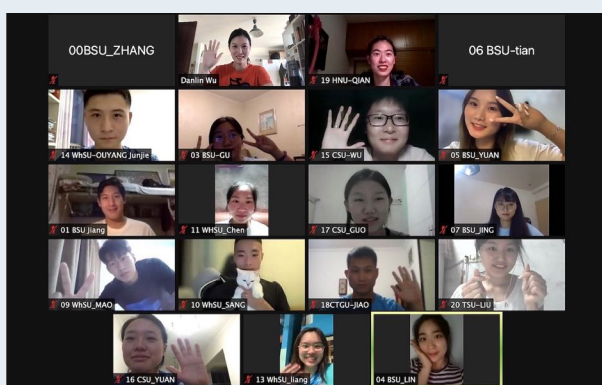 00BSU_ZHANG
Danlin Wu
19 HNU-QIAN
06 BSU-tian
14 WhSU-OUYANG Junjie
03 BSU-GU
15 CSU-WU
05 BSU_YUAN
01 BSU Jiang
11 WHSU_Chen
17 CSU_GUO
07 BSU_JING
09 WhSU_MAO
10 WhSU_SANG
18CTGU-JIAO
20 TSU-LIU
16 CSU_YUAN
13 WhSU_liang
04 BSU_LIN